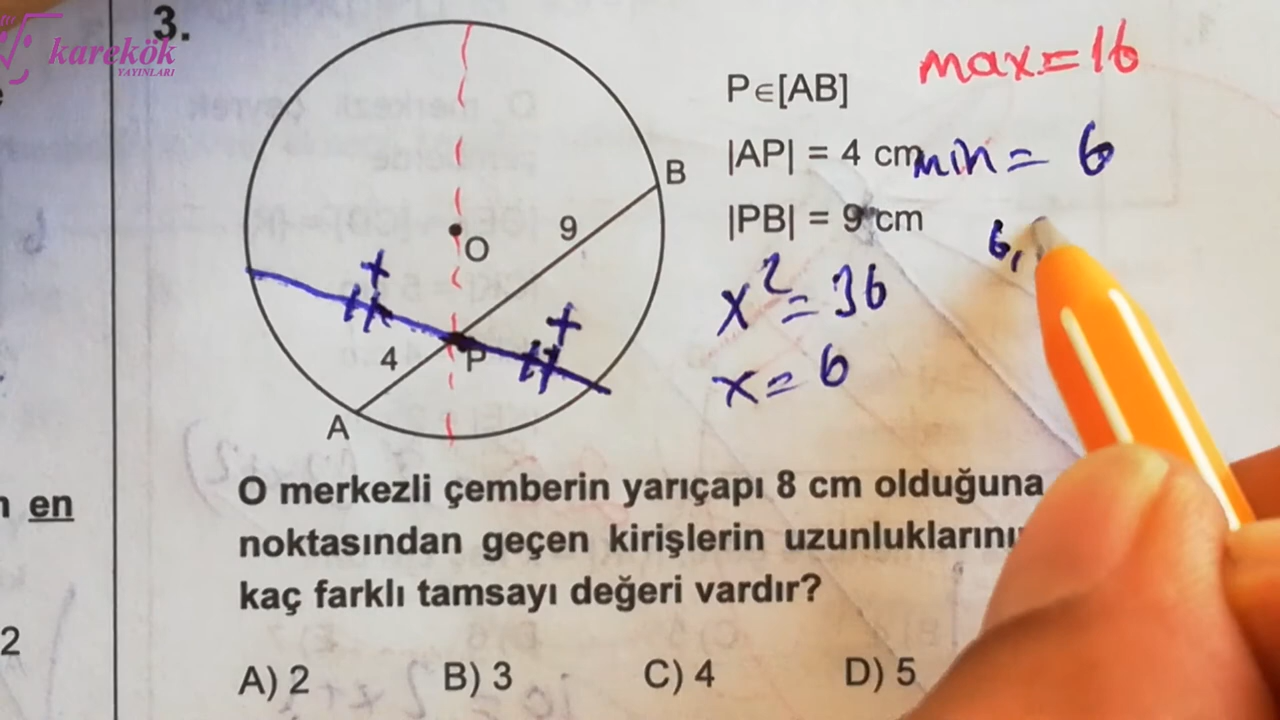 karekök
YAYINLARI
3.
P∈[AB]
|AP| = 4 cm
|PB| = 9 cm
max = 16
min = 6
6,
x² = 36
x = 6
B
9
O
x
x
4
P
A
O merkezli çemberin yarıçapı 8 cm olduğuna
noktasından geçen kirişlerin uzunluklarını
kaç farklı tamsayı değeri vardır?
A) 2 B) 3 C) 4 D) 5
en
2